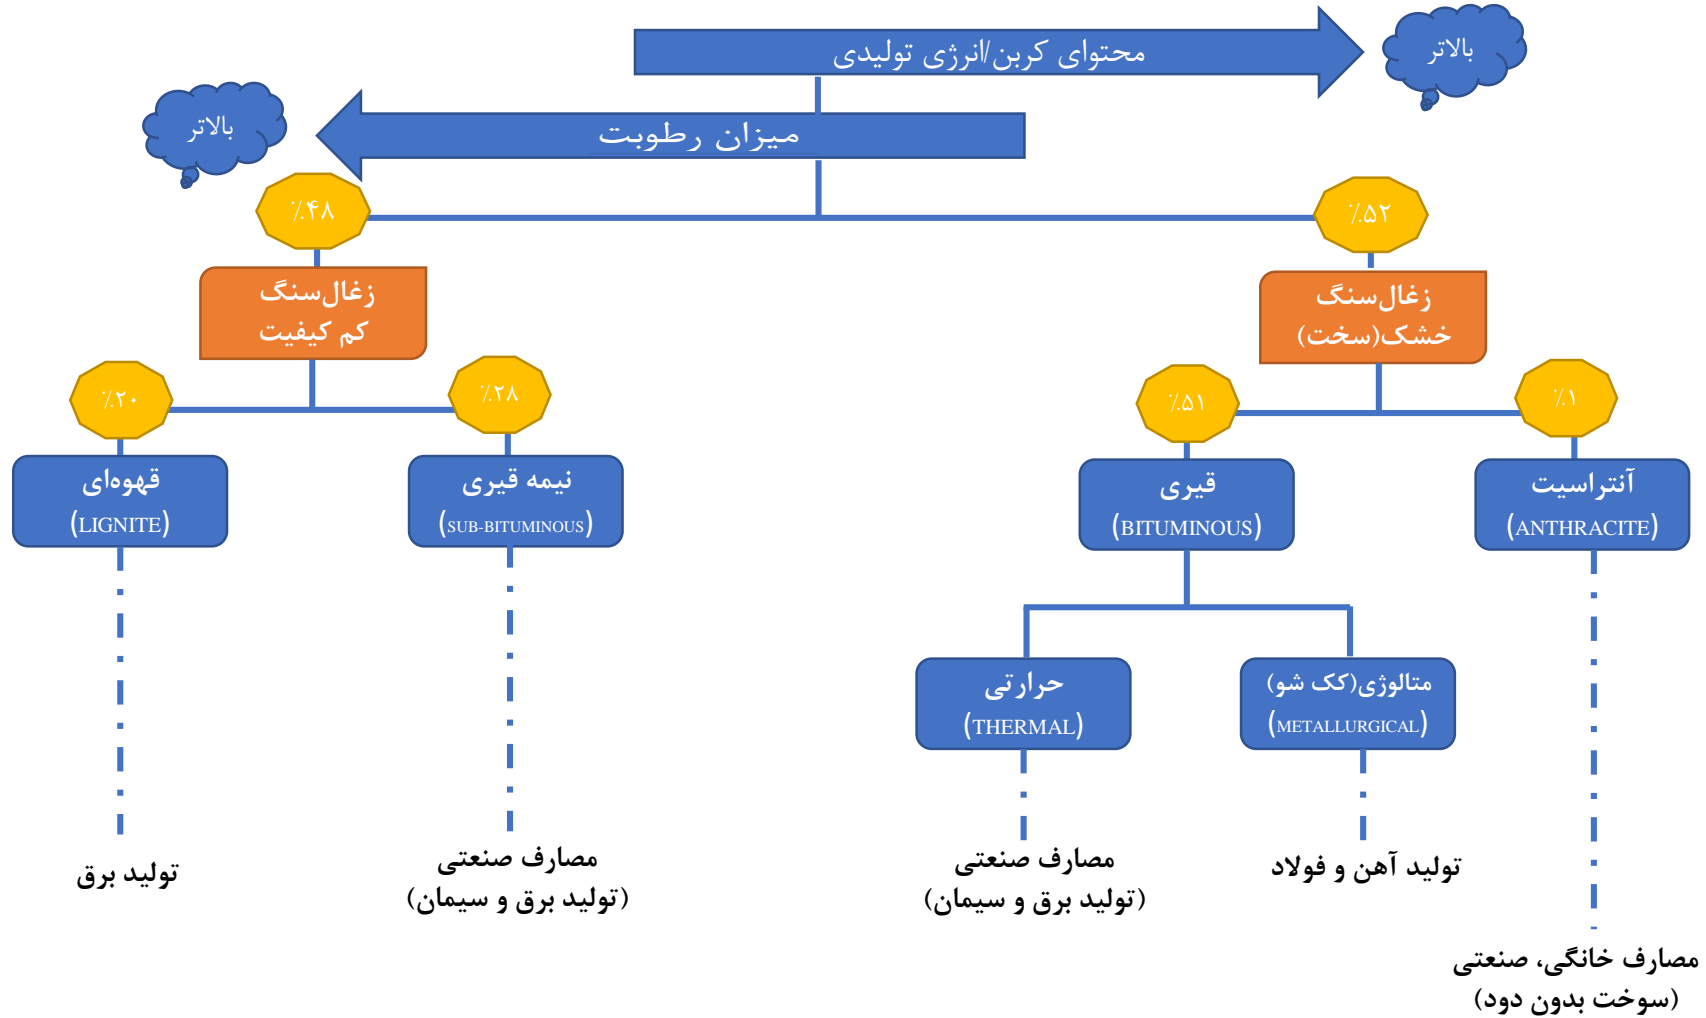 محتوای کربن/انرژی تولیدی
بالاتر
میزان رطوبت
بالاتر
٪۵۲
٪۴۸
زغال‌سنگ
خشک(سخت)
زغال‌سنگ
کم کیفیت
٪۱
٪۵۱
٪۲۸
٪۲۰
آنتراسیت
(ANTHRACITE)
قیری
(BITUMINOUS)
نیمه قیری
(SUB-BITUMINOUS)
قهوه‌ای
(LIGNITE)
متالوژی(کک شو)
(METALLURGICAL)
حرارتی
(THERMAL)
تولید آهن و فولاد
مصارف صنعتی
(تولید برق و سیمان)
مصارف صنعتی
(تولید برق و سیمان)
تولید برق
مصارف خانگی، صنعتی
(سوخت بدون دود)